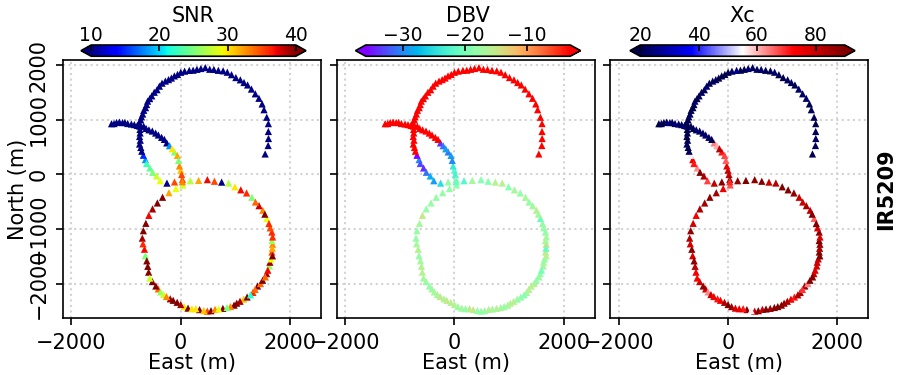 SNR DBV Xc
10 20 30 40 −30 −20 −10 20 40 60 80
North (m)
2000
1000
0
−1000
−2000
−2000 0 2000 −2000 0 2000 −2000 0 2000
East (m) East (m) East (m)
IR5209